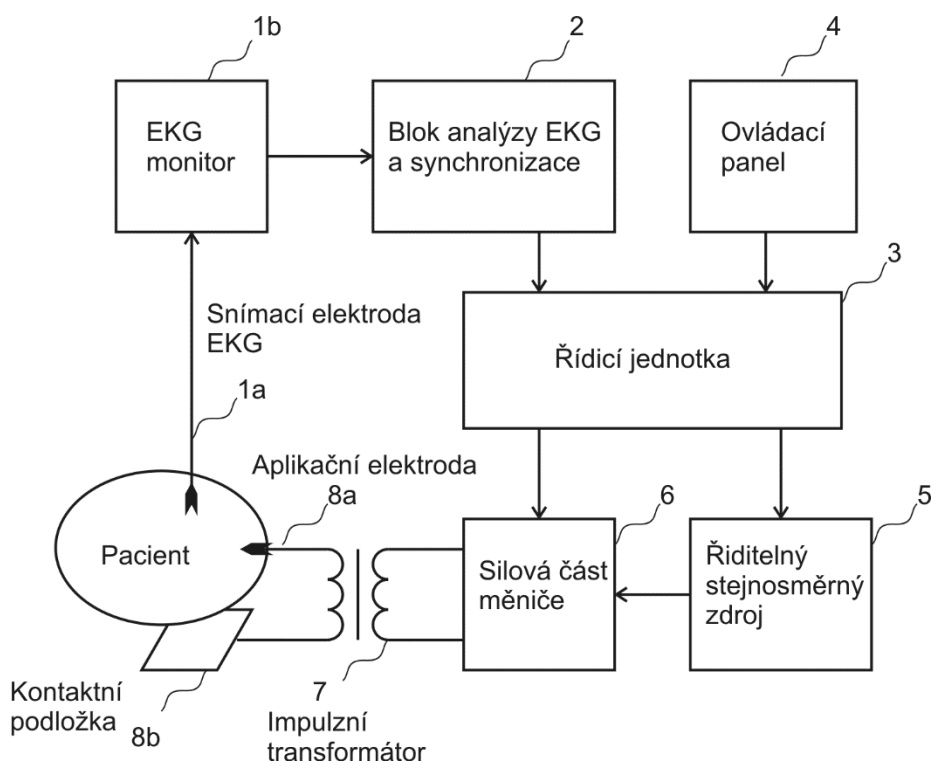 1b
2
4
EKG
monitor
Blok analýzy EKG
a synchronizace
Ovládací
panel
3
Snímací elektroda
EKG
Řídicí jednotka
1a
Aplikační elektroda
8a
6
5
Pacient
Silová část
měniče
Řiditelný
stejnosměrný
zdroj
Kontaktní
podložka
8b
7
Impulzní
transformátor